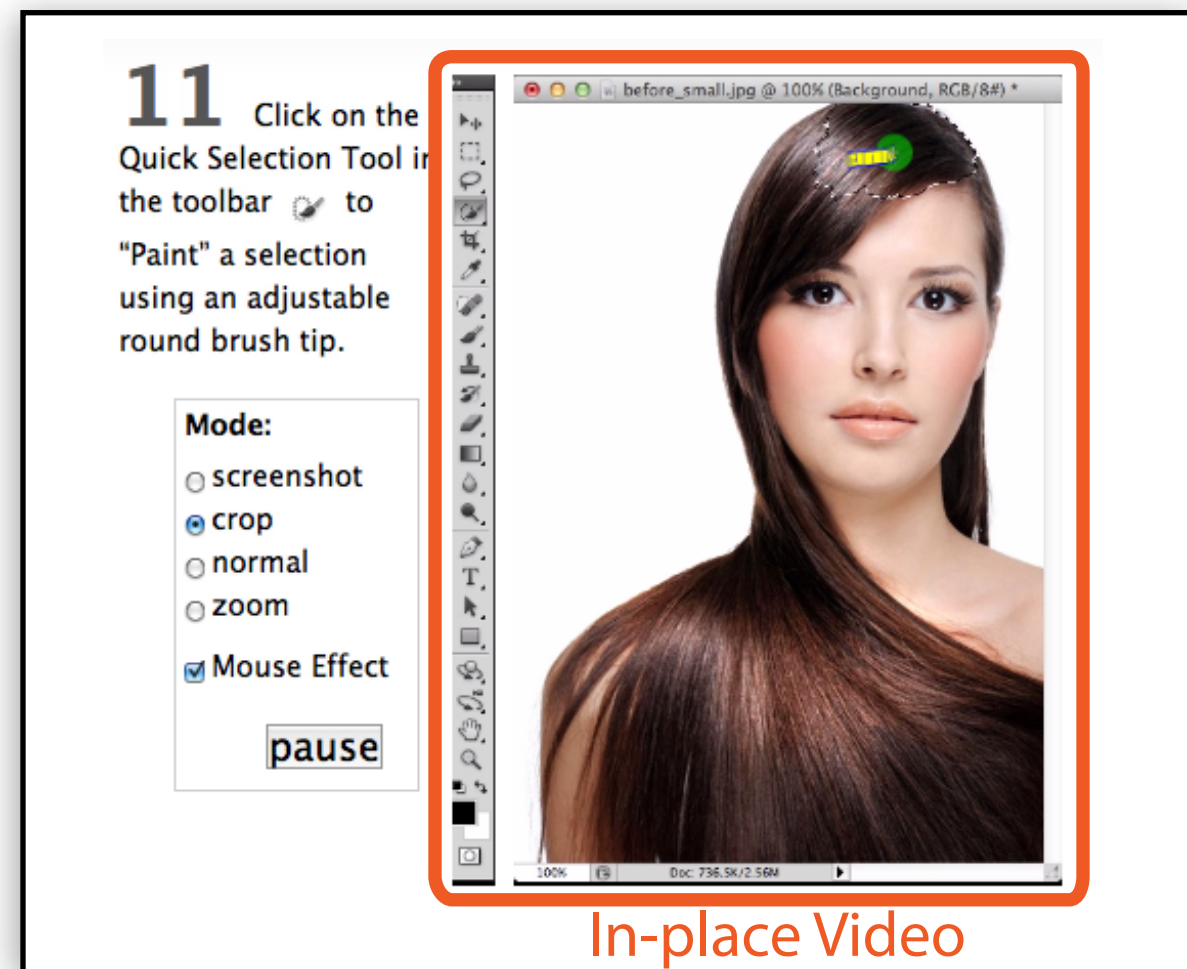 11 Click on the
Quick Selection Tool in
the toolbar to
“Paint” a selection
using an adjustable
round brush tip.
Mode:
screenshot
crop
normal
zoom
Mouse Effect
pause
before_small.jpg @ 100% (Background, RGB/8#) *
T
100%
Doc: 736.5K/2.56M
In-place Video